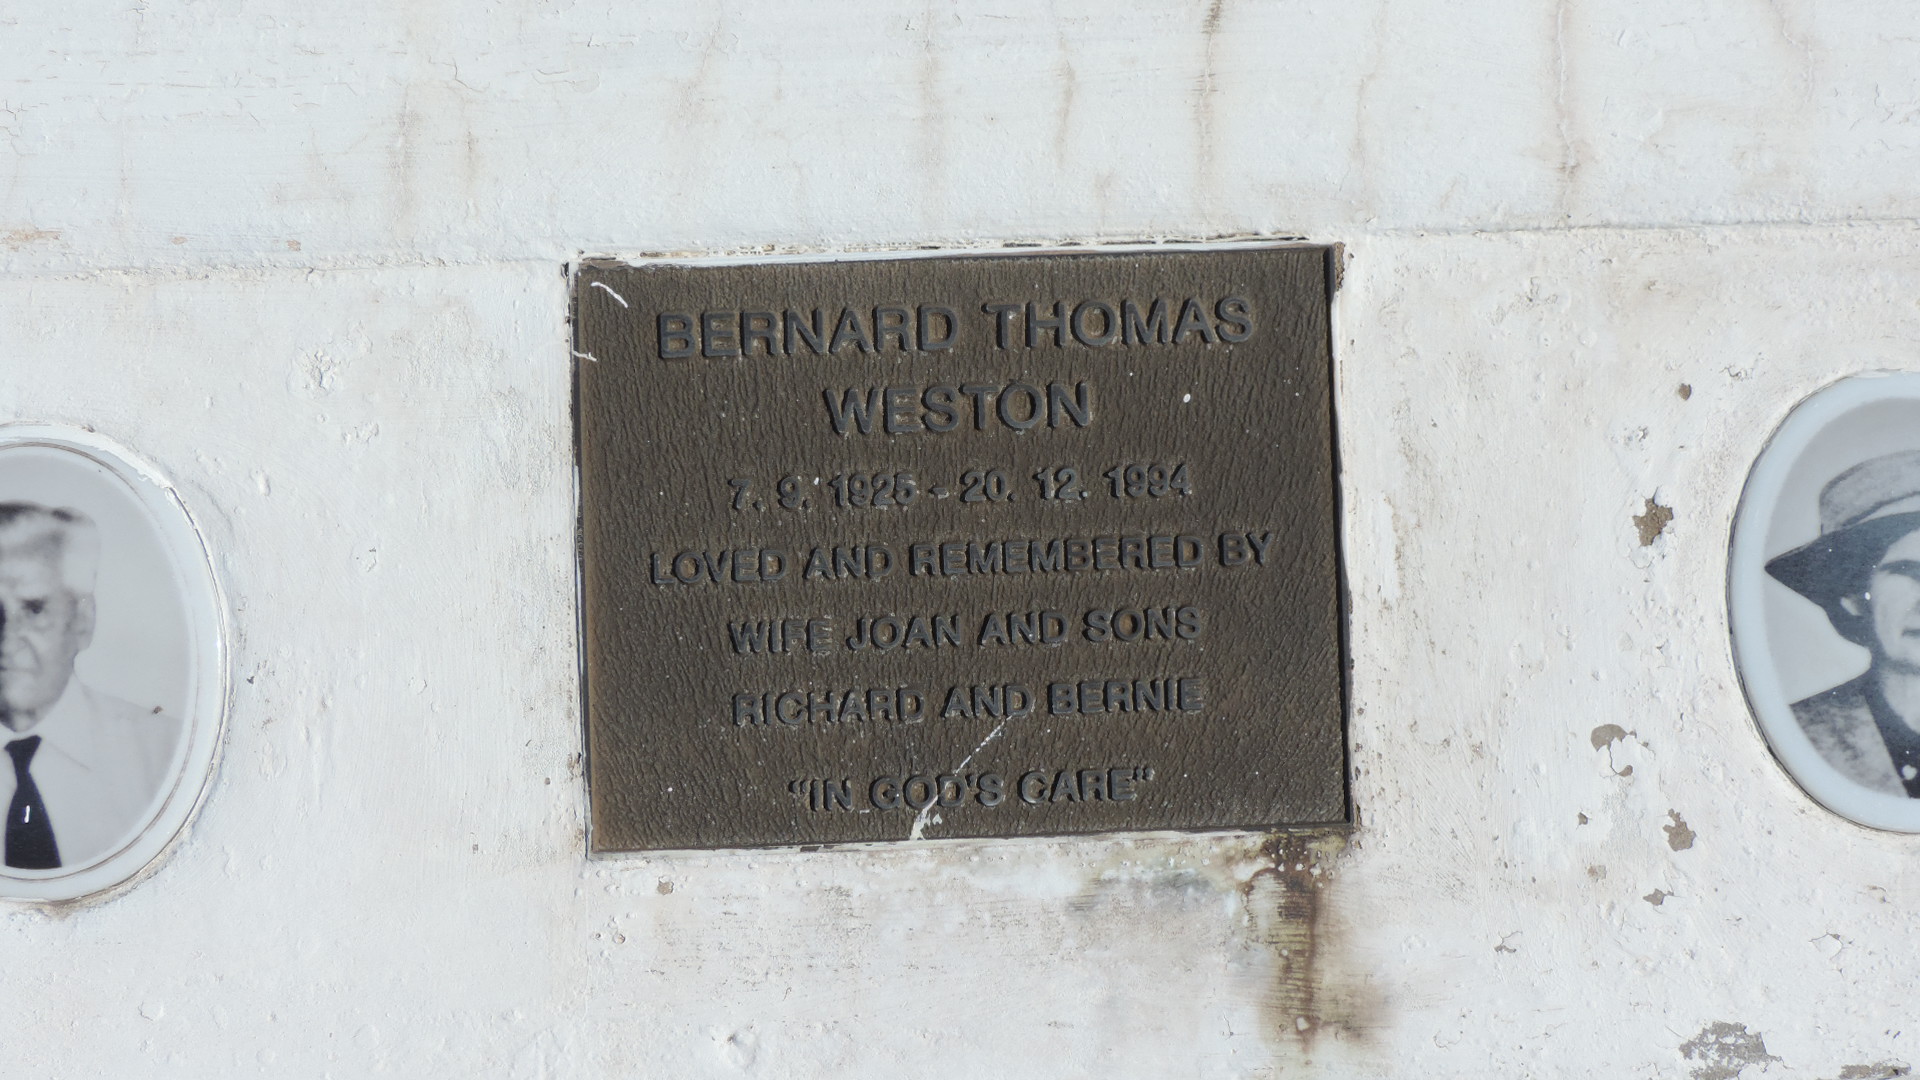 BERNARD THOMAS
WESTON
7. 9. 1925 - 20. 12. 1994
LOVED AND REMEMBERED BY
WIFE JOAN AND SONS
RICHARD AND BERNIE
"IN GOD'S CARE"